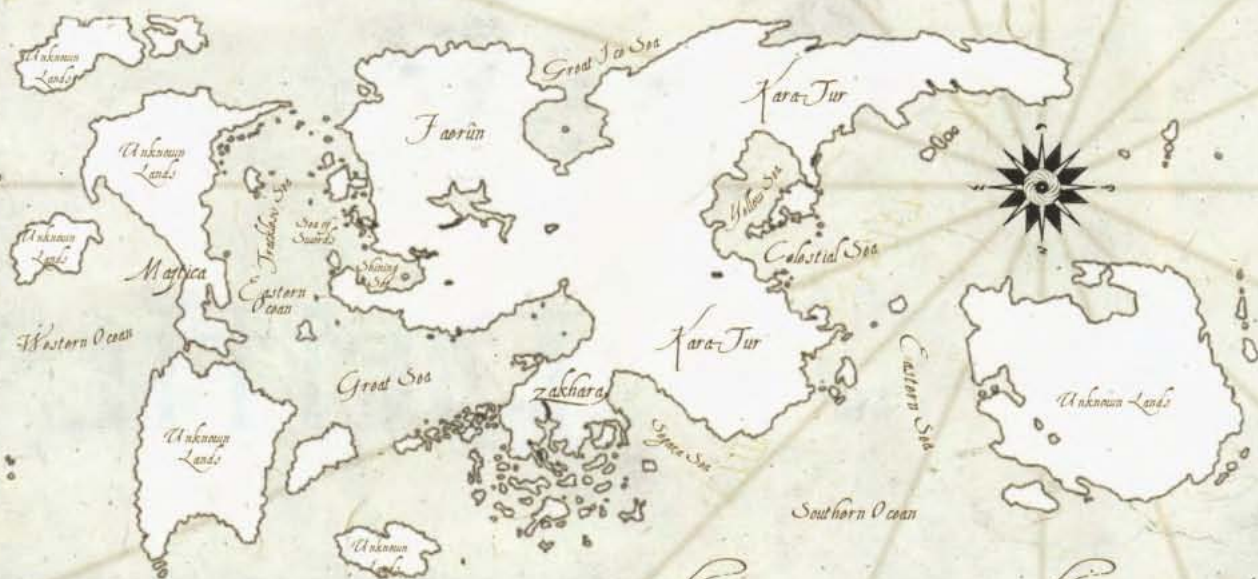 Unknown
Lands
Great Ice Sea
Kara-Tur
Faerûn
Unknown
Lands
Trackless Sea
Sea of
Swords
Yellow Sea
Unknown
Lands
Maztica
Shining
Sea
Celestial Sea
Eastern
Ocean
Western Ocean
Great Sea
Kara-Tur
Zakhara
Eastern Sea
Unknown Lands
Unknown
Lands
Segara Sea
Southern Ocean
Unknown
Lands